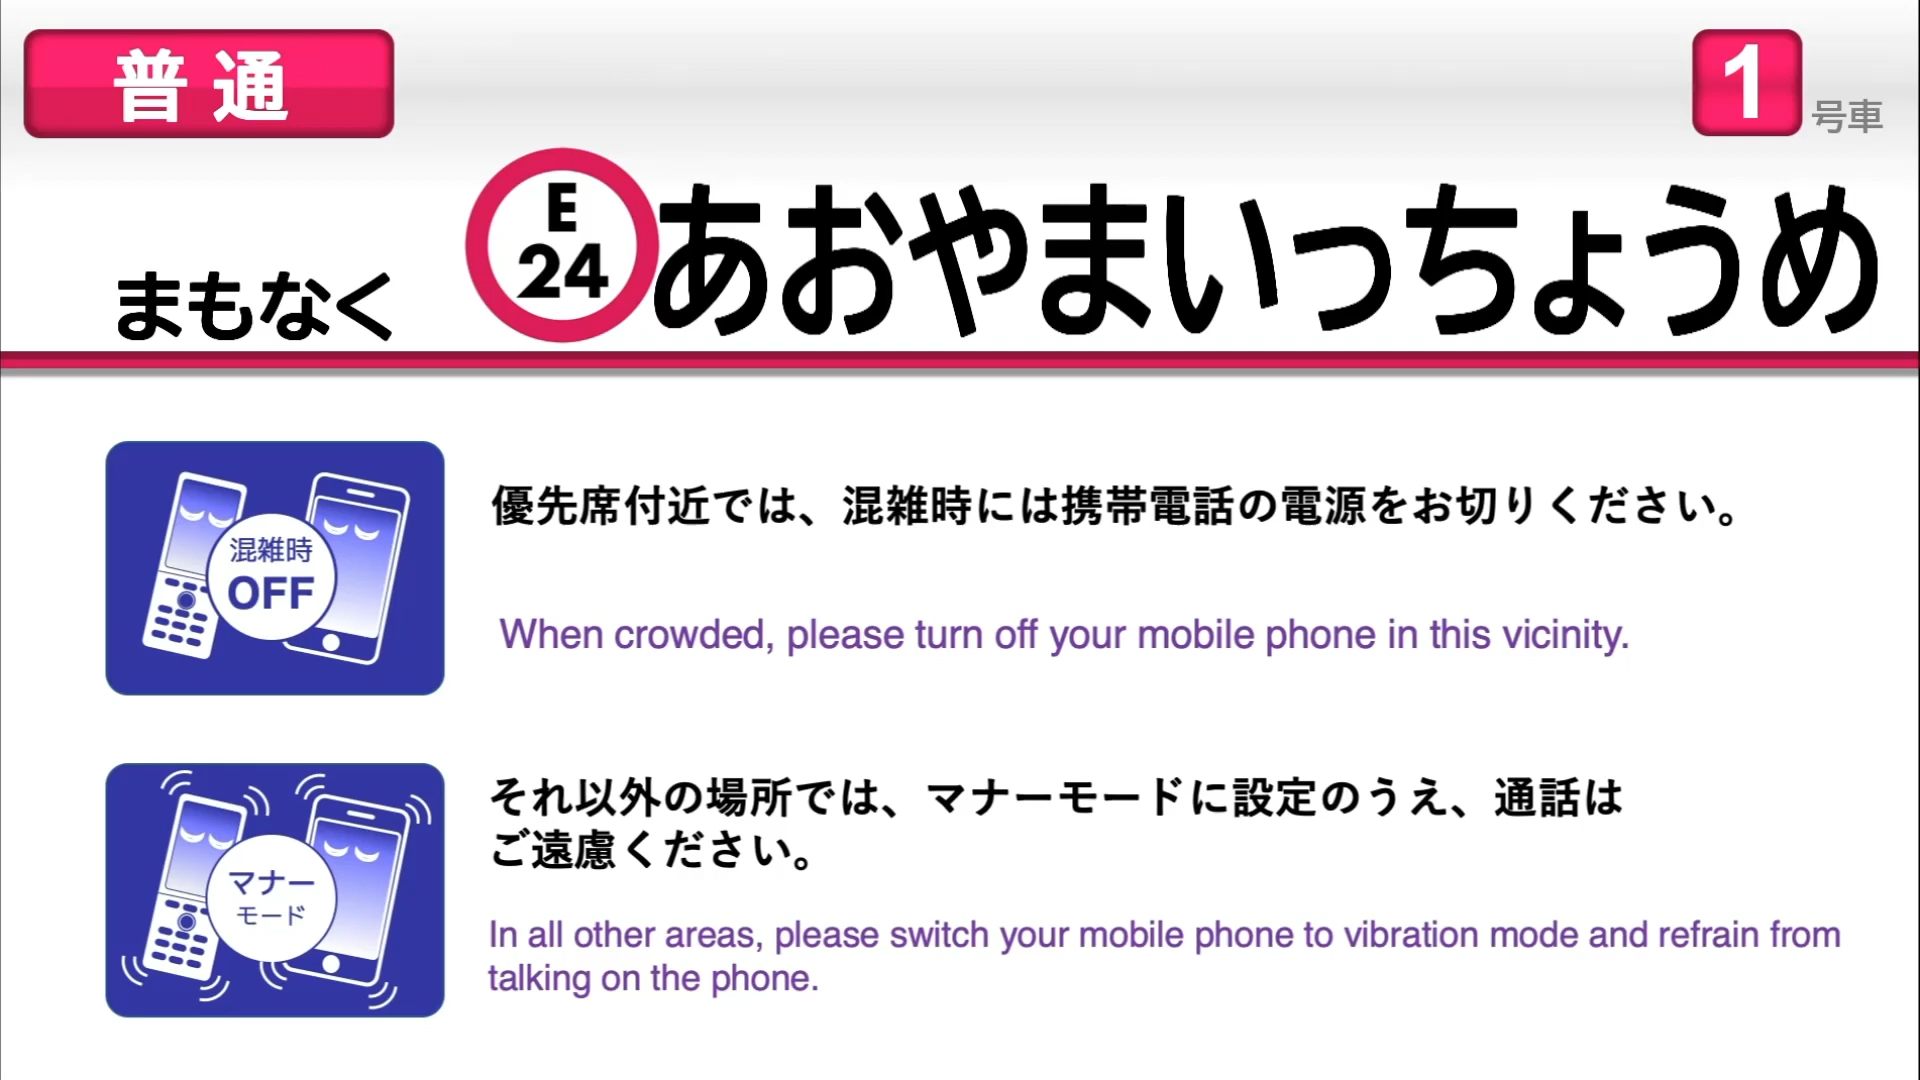 普通
1
号車
まもなく
E
24
あおやまいっちょうめ
混雑時
OFF
優先席付近では、混雑時には携帯電話の電源をお切りください。
When crowded, please turn off your mobile phone in this vicinity.
マナー
モード
それ以外の場所では、マナーモードに設定のうえ、通話は
ご遠慮ください。
In all other areas, please switch your mobile phone to vibration mode and refrain from
talking on the phone.